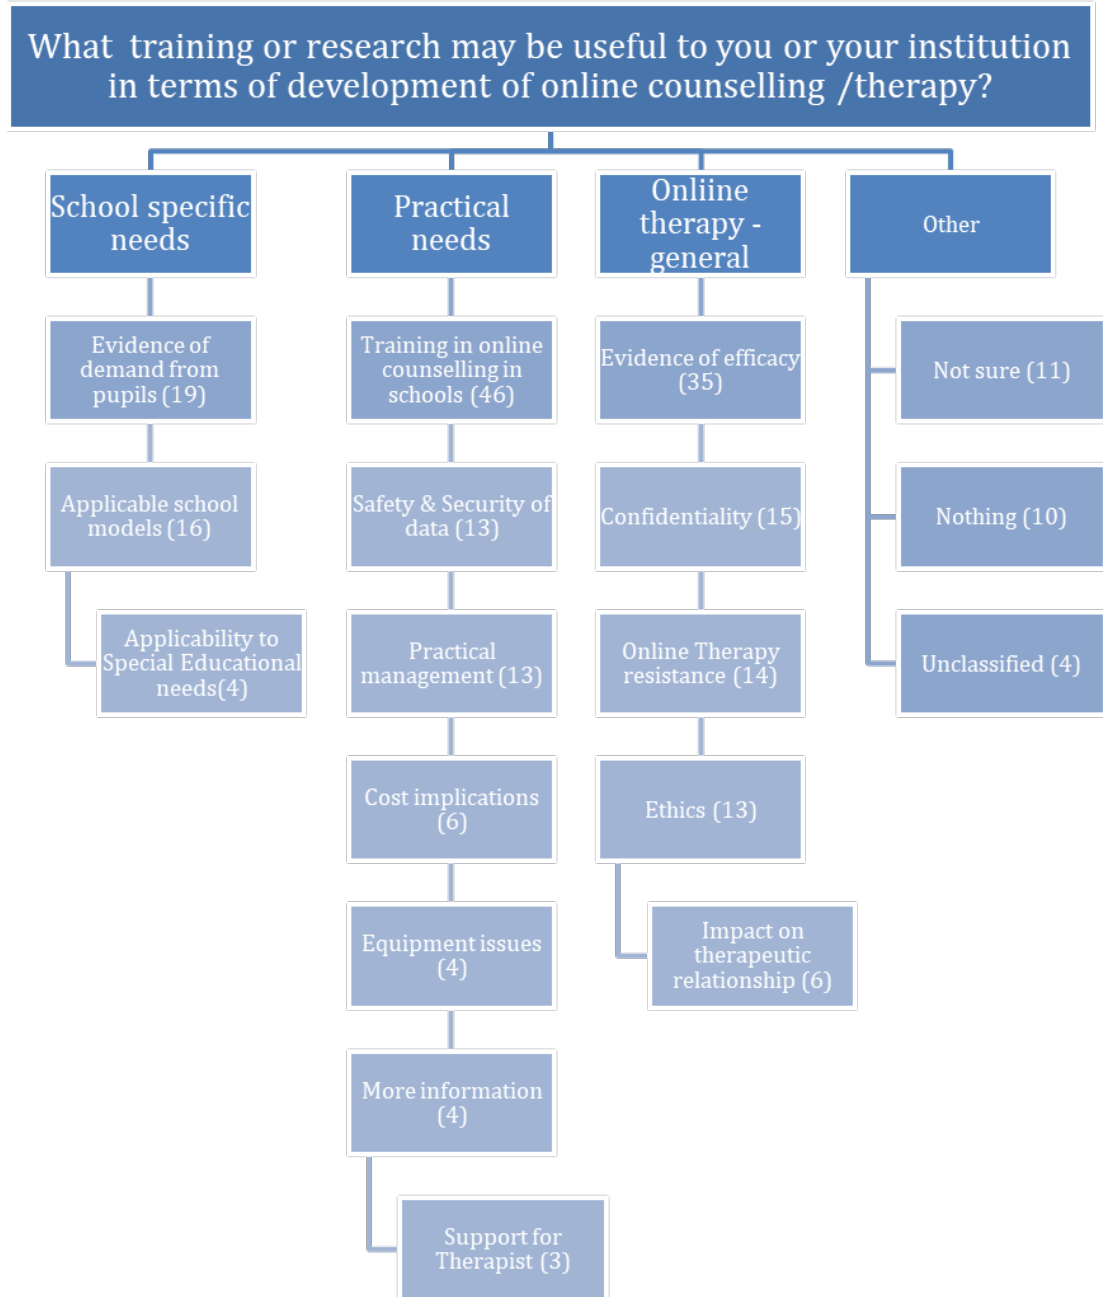 What training or research may be useful to you or your institution
in terms of development of online counselling /therapy?
School specific
needs
Evidence of
demand from
pupils (19)
Applicable school
models (16)
Applicability to
Special Educational
needs(4)
Practical
needs
Training in online
counselling in
schools (46)
Safety & Security of
data (13)
Practical
management (13)
Cost implications
(6)
Equipment issues
(4)
More information
(4)
Support for
Therapist (3)
Onliine
therapy -
general
Evidence of efficacy
(35)
Confidentiality (15)
Online Therapy
resistance (14)
Ethics (13)
Impact on
therapeutic
relationship (6)
Other
Not sure (11)
Nothing (10)
Unclassified (4)